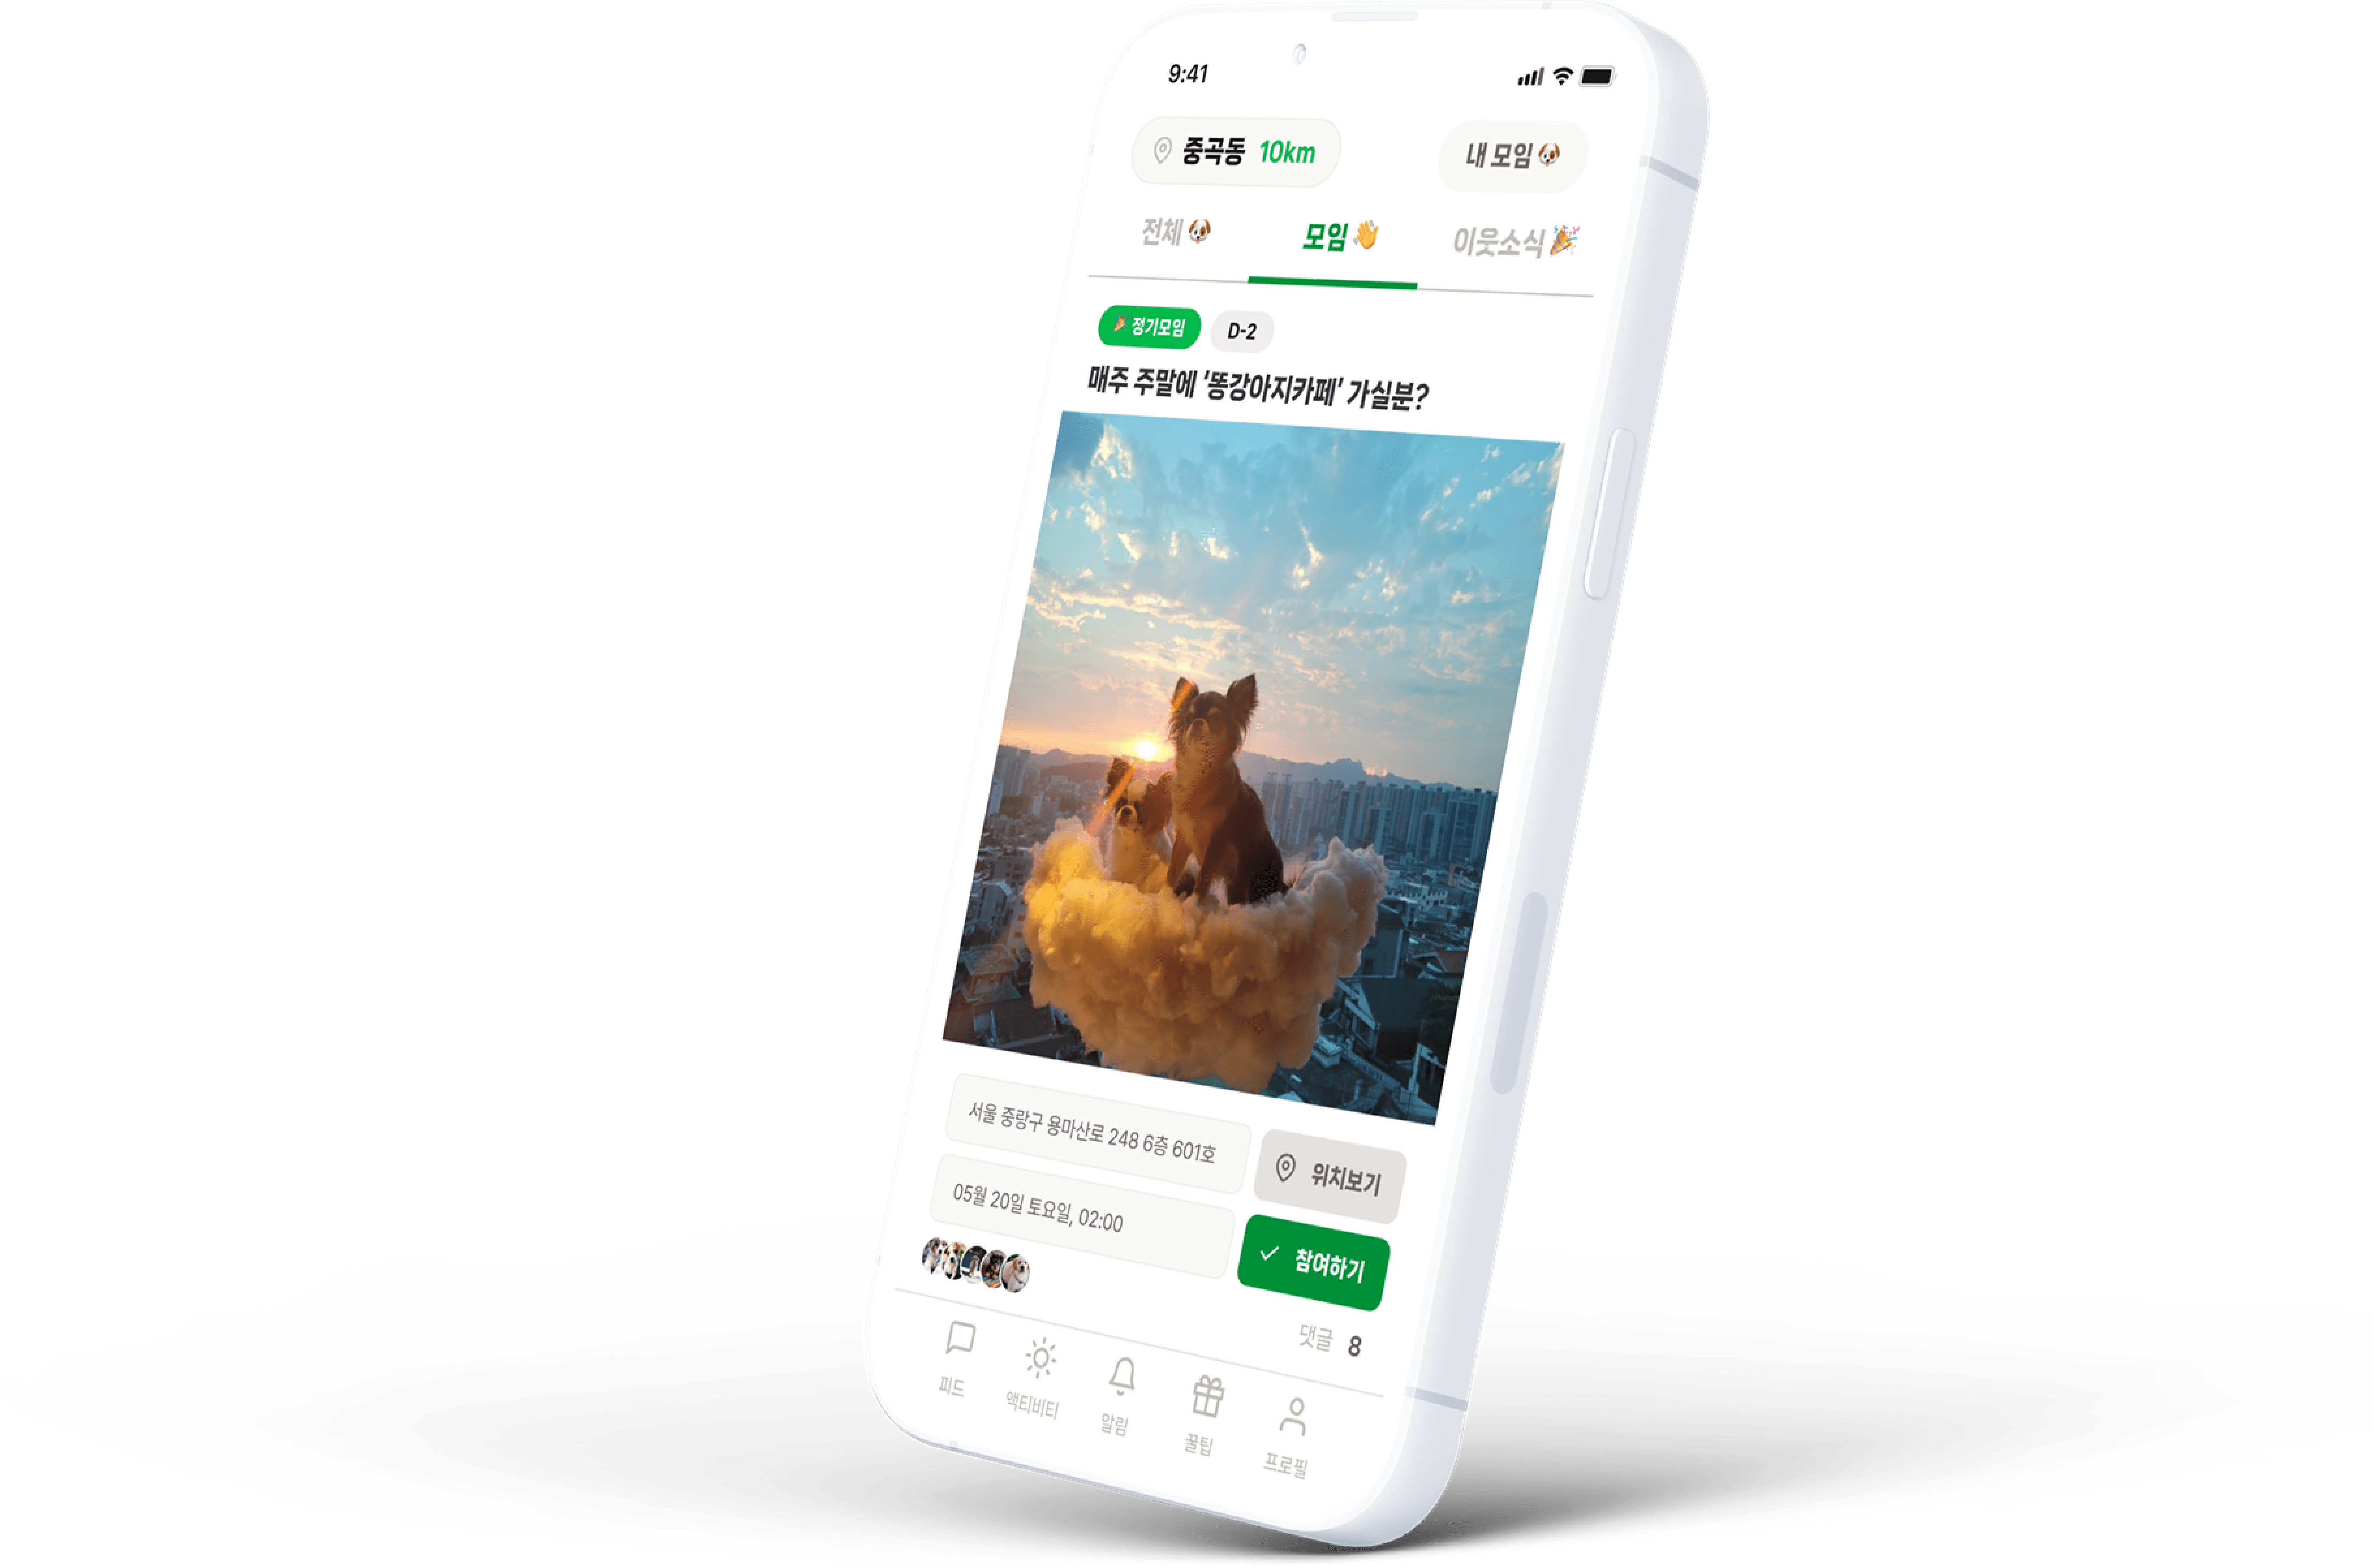 9:41
중곡동 10km
내 모임
전체 모임 이웃소식
정기모임 D-2
매주 주말에 ‘똥강아지카페’ 가실분?
서울 중랑구 용마산로 248 6층 601호
위치보기
05월 20일 토요일, 02:00
참여하기
댓글 8
피드 액티비티 알림 꿀팁 프로필